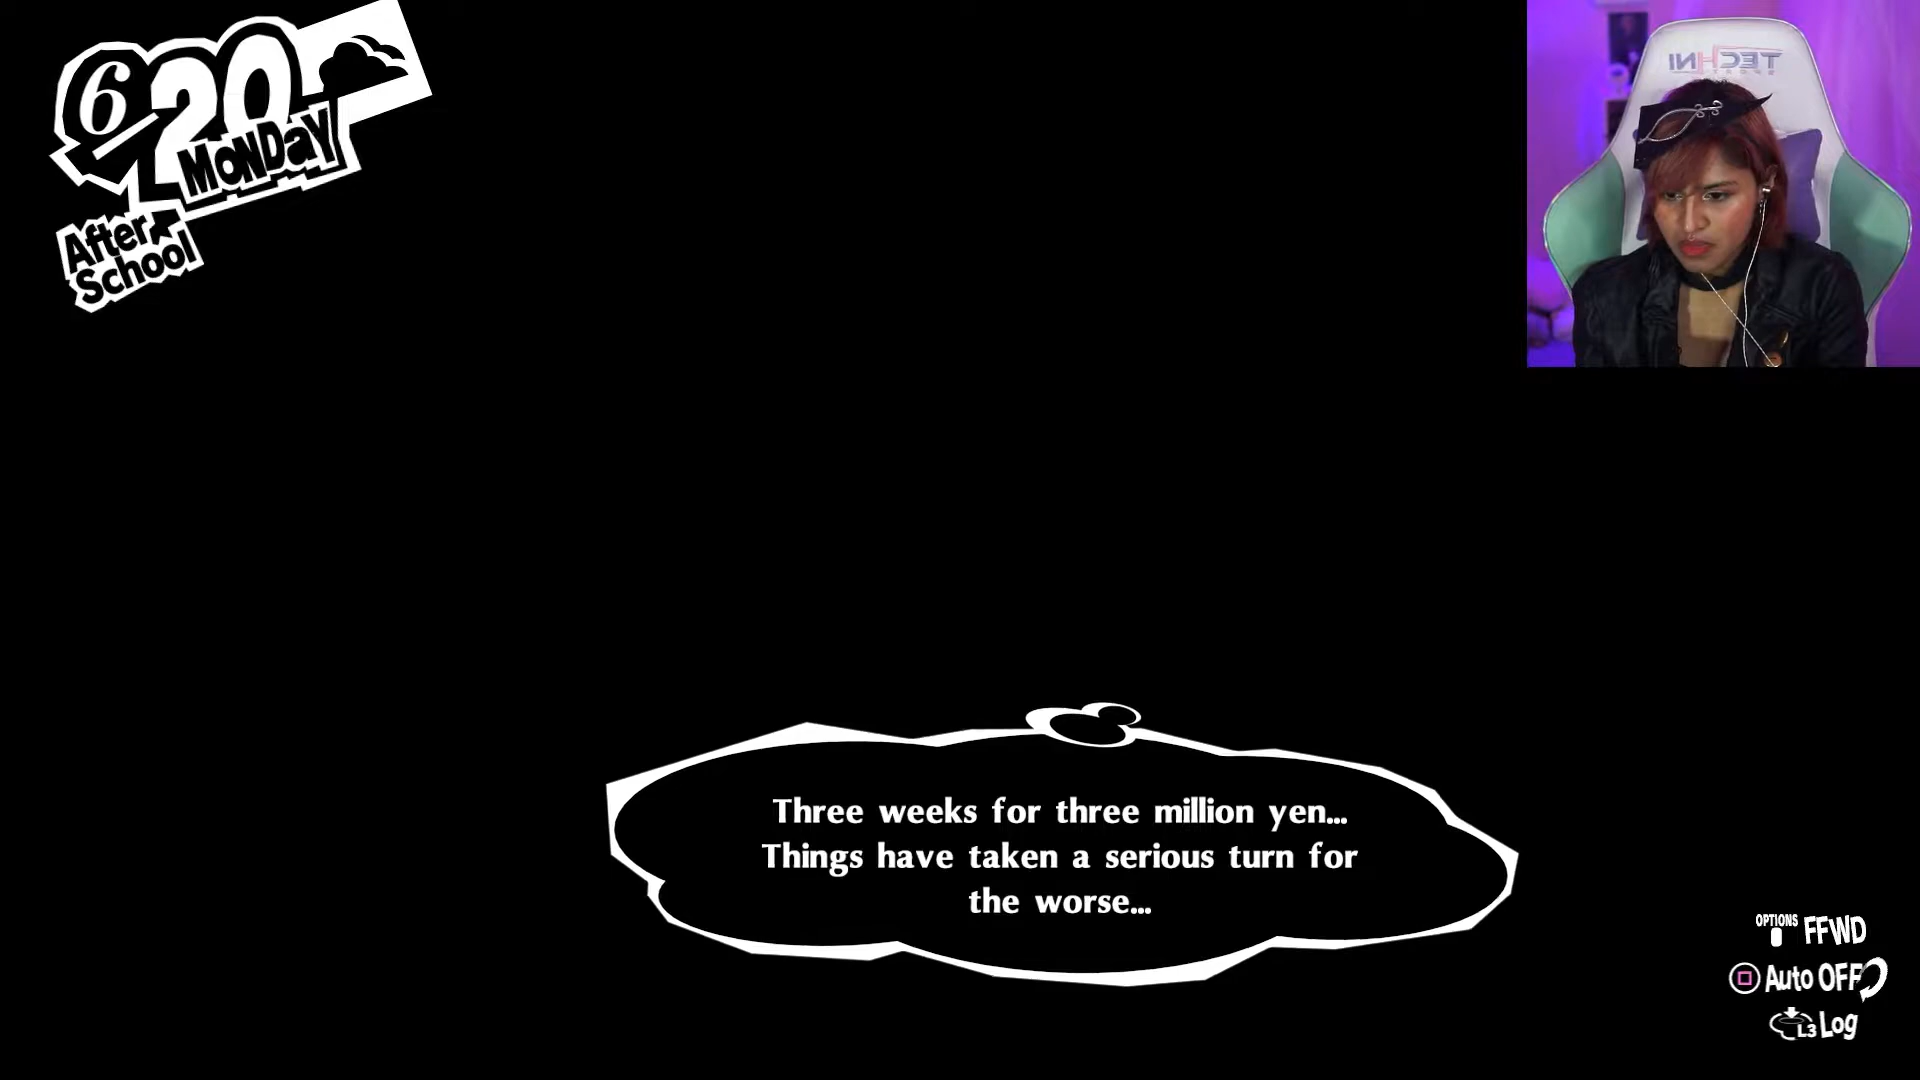 6/20
MONDaY
After
School
TECHNI
Three weeks for three million yen...
Things have taken a serious turn for
the worse...
OPTIONS FFWD
Auto OFF
L3 Log